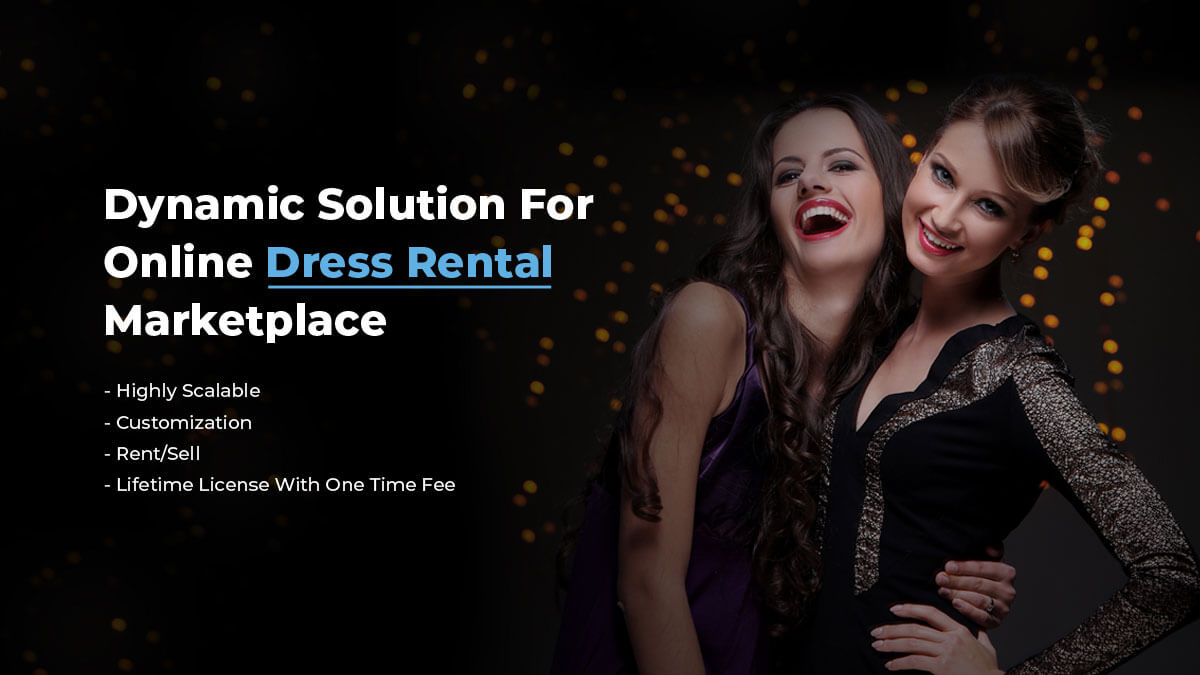 Dynamic Solution For
Online Dress Rental
Marketplace
- Highly Scalable
- Customization
- Rent/Sell
- Lifetime License With One Time Fee